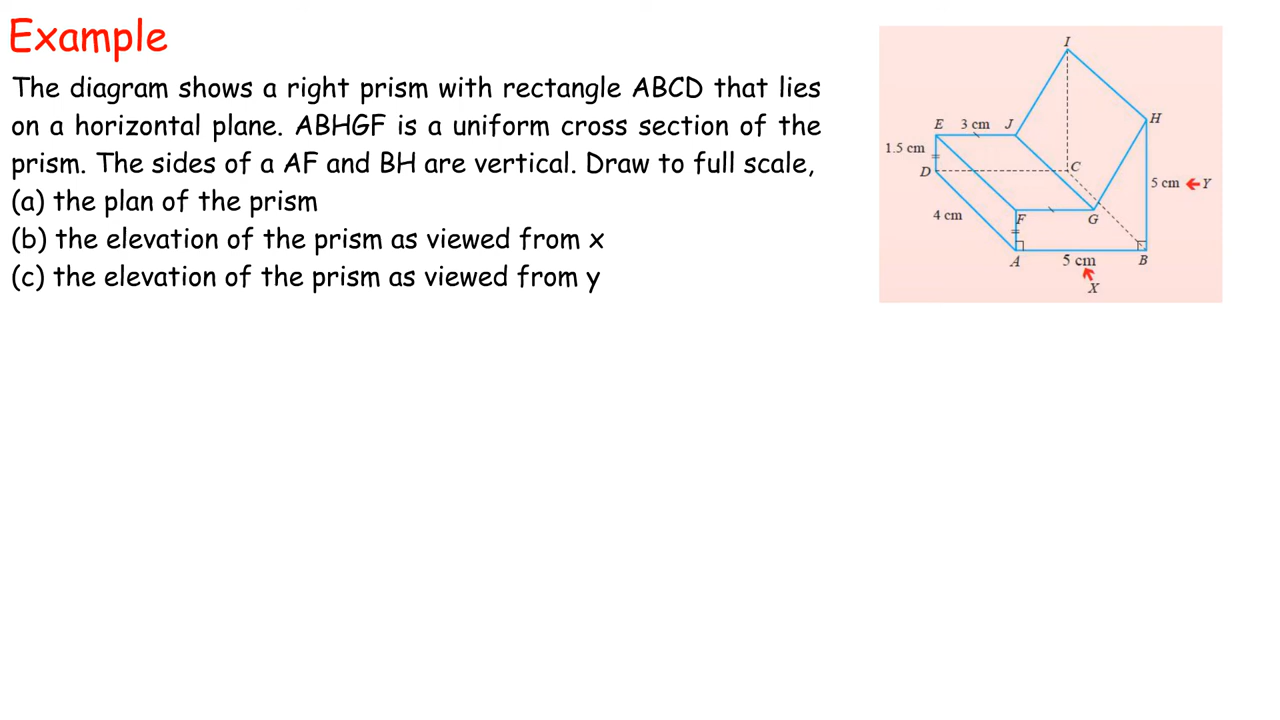 Example
The diagram shows a right prism with rectangle ABCD that lies
on a horizontal plane. ABHGF is a uniform cross section of the
prism. The sides of a AF and BH are vertical. Draw to full scale,
(a) the plan of the prism
(b) the elevation of the prism as viewed from x
(c) the elevation of the prism as viewed from y
I
E 3 cm J
H
1.5 cm
D
C
5 cm Y
4 cm
F
G
A
5 cm
B
X